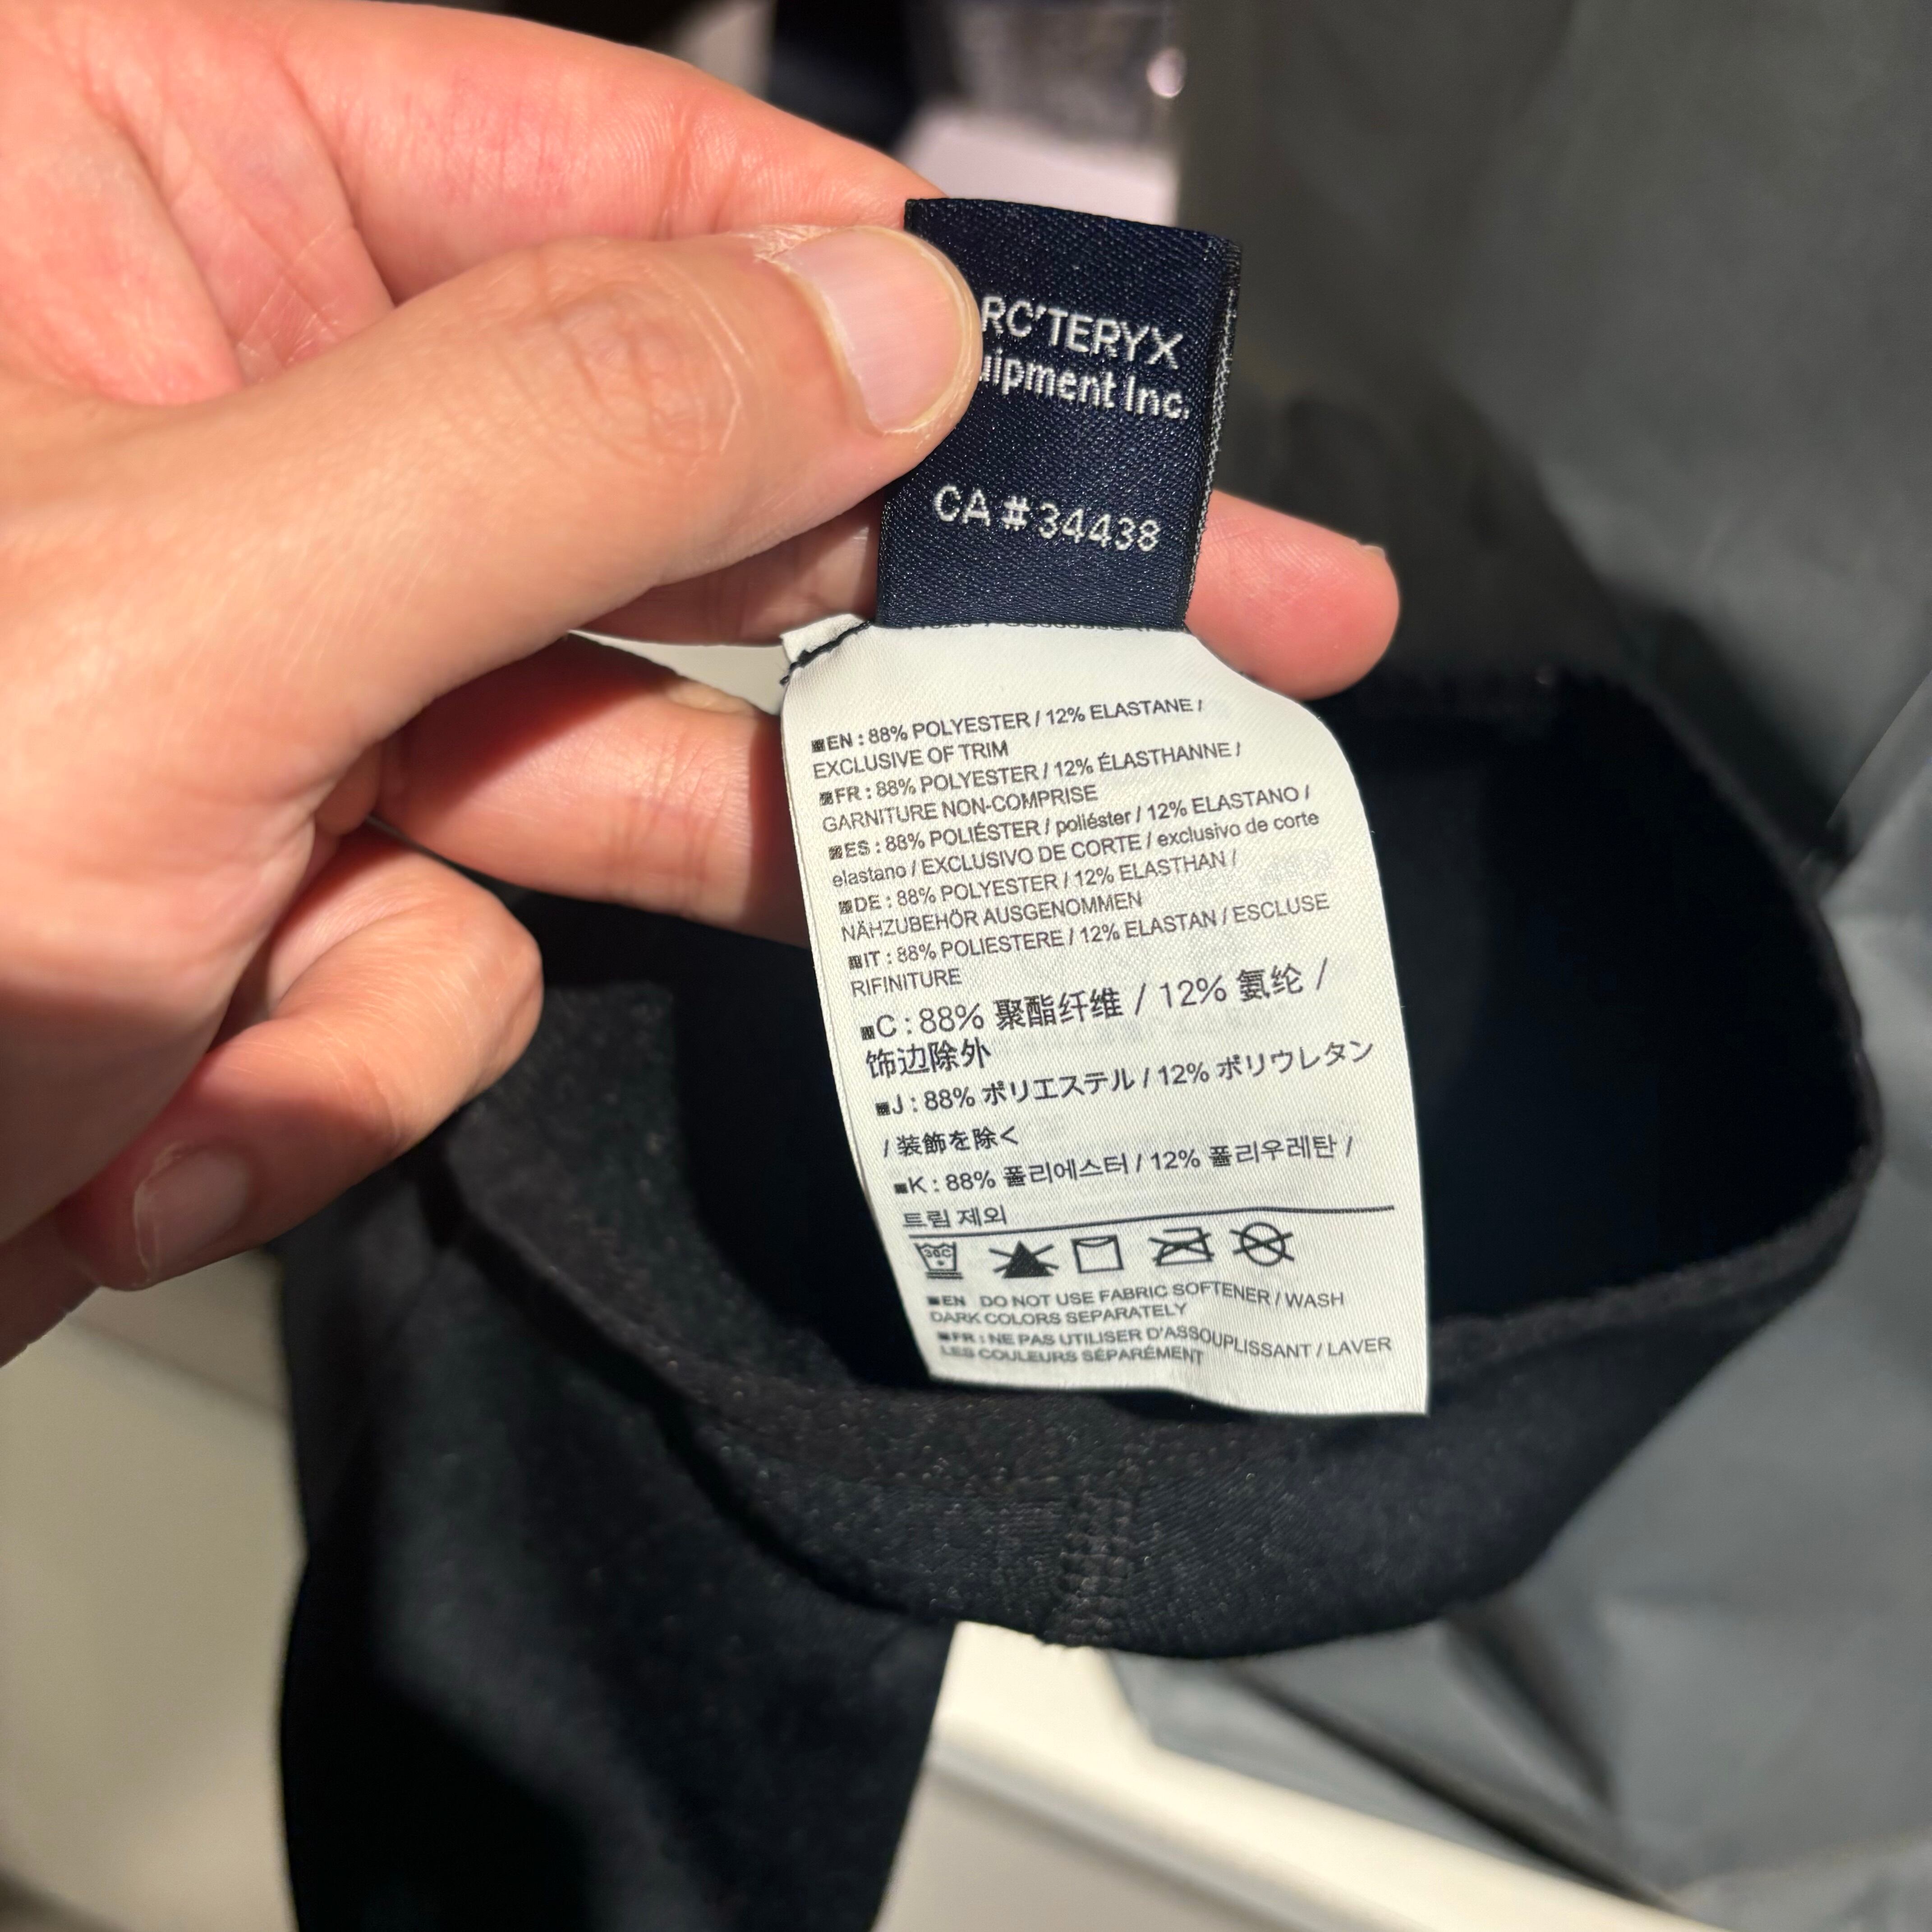 RC'TERYX
uipment Inc.
CA # 34438
EN : 88% POLYESTER / 12% ELASTANE /
EXCLUSIVE OF TRIM
FR : 88% POLYESTER / 12% ÉLASTHANNE /
GARNITURE NON-COMPRISE
ES : 88% POLIÉSTER / poliéster / 12% ELASTANO /
elastano / EXCLUSIVO DE CORTE / exclusivo de corte
DE : 88% POLYESTER / 12% ELASTHAN /
NÄHZUBEHÖR AUSGENOMMEN
IT : 88% POLIESTERE / 12% ELASTAN / ESCLUSE
RIFINITURE
C : 88% 聚酯纤维 / 12% 氨纶 /
饰边除外
J : 88% ポリエステル / 12% ポリウレタン
/ 装飾を除く
K : 88% 폴리에스터 / 12% 폴리우레탄 /
트림 제외
30C
EN DO NOT USE FABRIC SOFTENER / WASH
DARK COLORS SEPARATELY
FR : NE PAS UTILISER D'ASSOUPLISSANT / LAVER
LES COULEURS SÉPARÉMENT